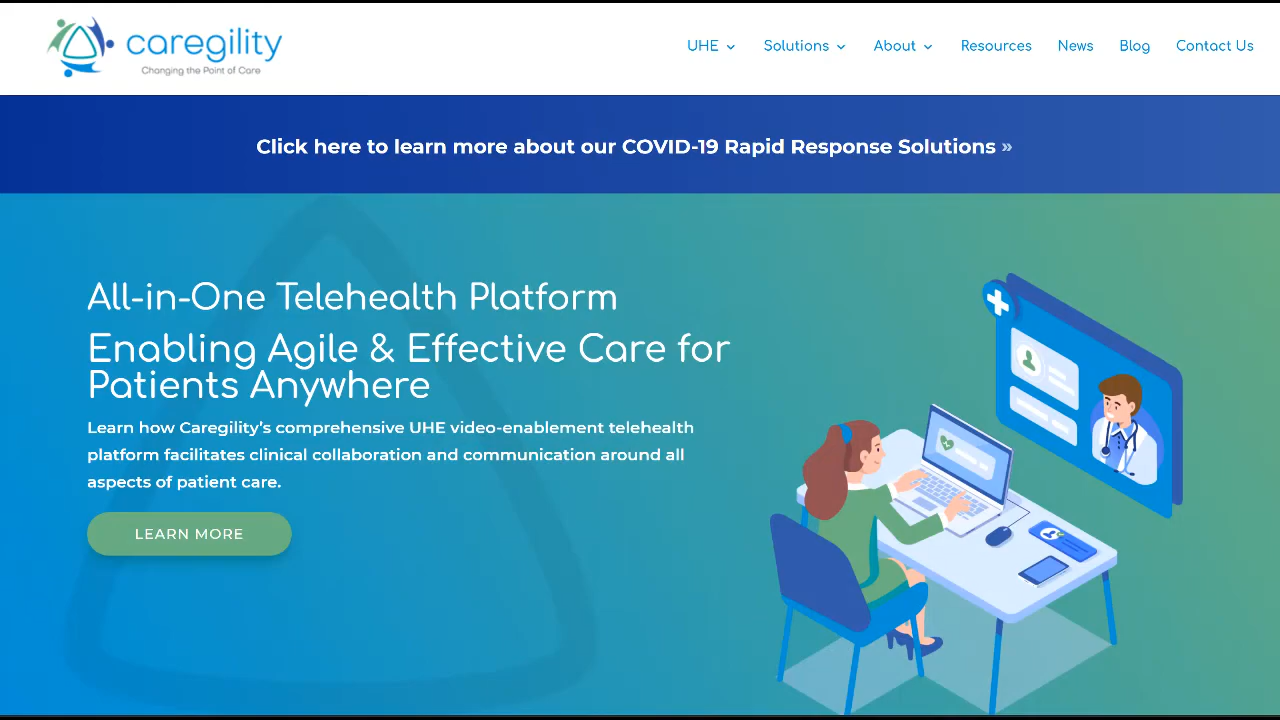 caregility
Changing the Point of Care
UHE
Solutions
About
Resources
News
Blog
Contact Us
Click here to learn more about our COVID-19 Rapid Response Solutions »
All-in-One Telehealth Platform
Enabling Agile & Effective Care for
Patients Anywhere
Learn how Caregility's comprehensive UHE video-enablement telehealth
platform facilitates clinical collaboration and communication around all
aspects of patient care.
LEARN MORE